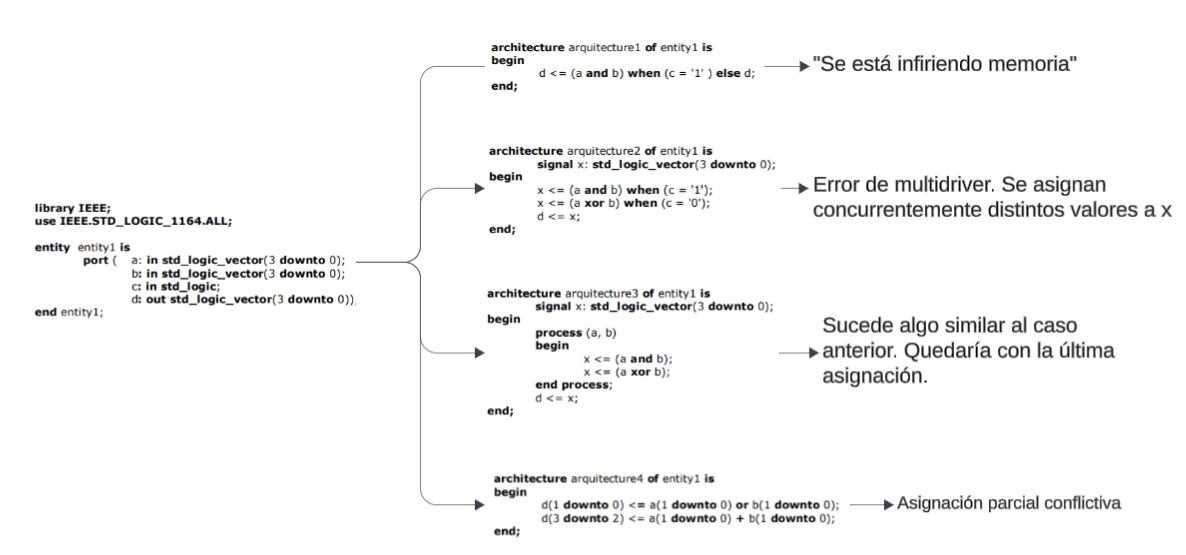 library IEEE;
use IEEE.STD_LOGIC_1164.ALL;
entity entity1 is
port ( a: in std_logic_vector(3 downto 0);
b: in std_logic_vector(3 downto 0);
c: in std_logic;
d: out std_logic_vector(3 downto 0));
end entity1;
architecture arquitecture1 of entity1 is
begin
d <= (a and b) when (c = '1' ) else d;
end;
"Se está infiriendo memoria"
architecture arquitecture2 of entity1 is
signal x: std_logic_vector(3 downto 0);
begin
x <= (a and b) when (c = '1');
x <= (a xor b) when (c = '0');
d <= x;
end;
Error de multidriver. Se asignan
concurrentemente distintos valores a x
architecture arquitecture3 of entity1 is
signal x: std_logic_vector(3 downto 0);
begin
process (a, b)
begin
x <= (a and b);
x <= (a xor b);
end process;
d <= x;
end;
Sucede algo similar al caso
anterior. Quedaría con la última
asignación.
architecture arquitecture4 of entity1 is
begin
d(1 downto 0) <= a(1 downto 0) or b(1 downto 0);
d(3 downto 2) <= a(1 downto 0) + b(1 downto 0);
end;
Asignación parcial conflictiva